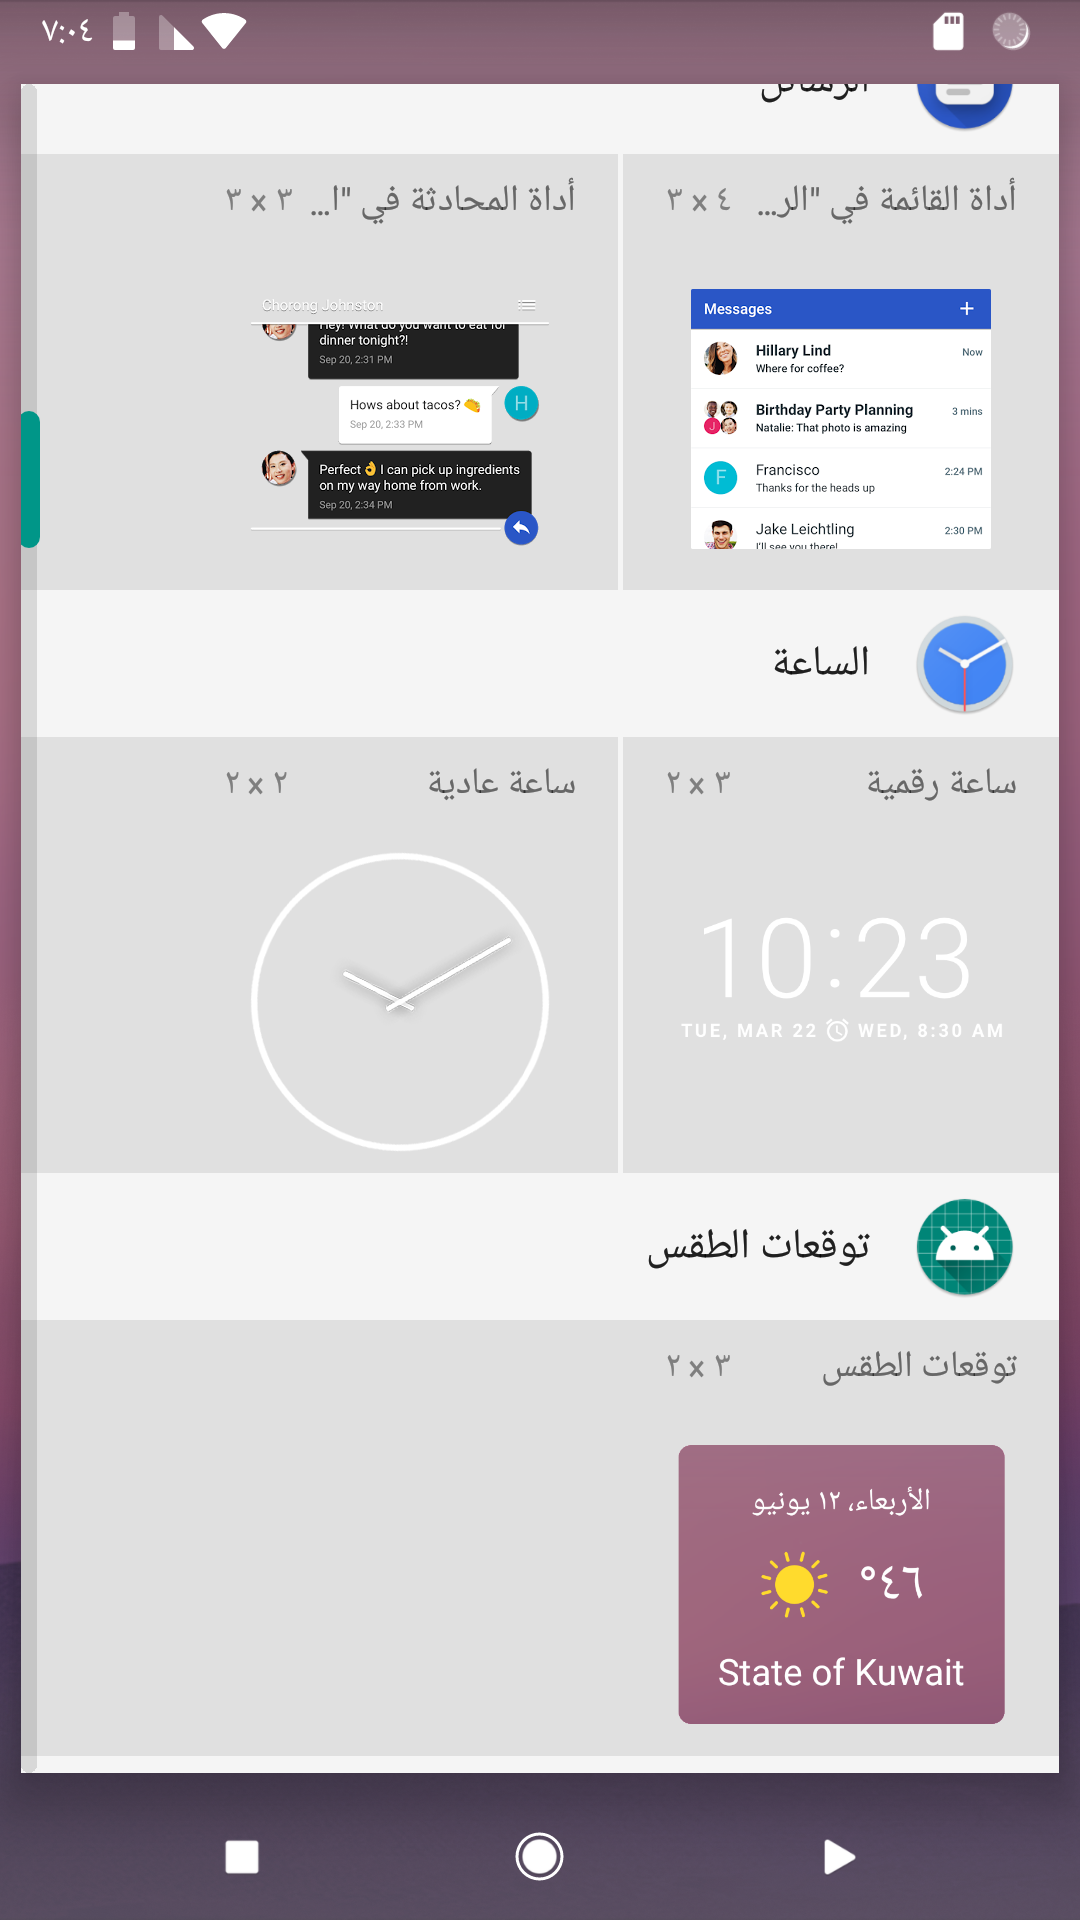 ٧:٠٤
الرسائل
أداة القائمة في "الر... ٤ x ٣
أداة المحادثة في "ا... ٣ x ٣
Messages
Hillary Lind
Now
Where for coffee?
Birthday Party Planning
3 mins
Natalie: That photo is amazing
J
F
Francisco
2:24 PM
Thanks for the heads up
Jake Leichtling
2:30 PM
I'll see you there!
Chorong Johnston
Hey! What do you want to eat for
dinner tonight?!
Sep 20, 2:31 PM
Hows about tacos? 🌮
Sep 20, 2:33 PM
H
Perfect 👌 I can pick up ingredients
on my way home from work.
Sep 20, 2:34 PM
الساعة
ساعة رقمية ٣ x ٢
ساعة عادية ٢ x ٢
10:23
TUE, MAR 22 WED, 8:30 AM
توقعات الطقس
توقعات الطقس ٣ x ٢
الأربعاء، ١٢ يونيو
٤٦°
State of Kuwait